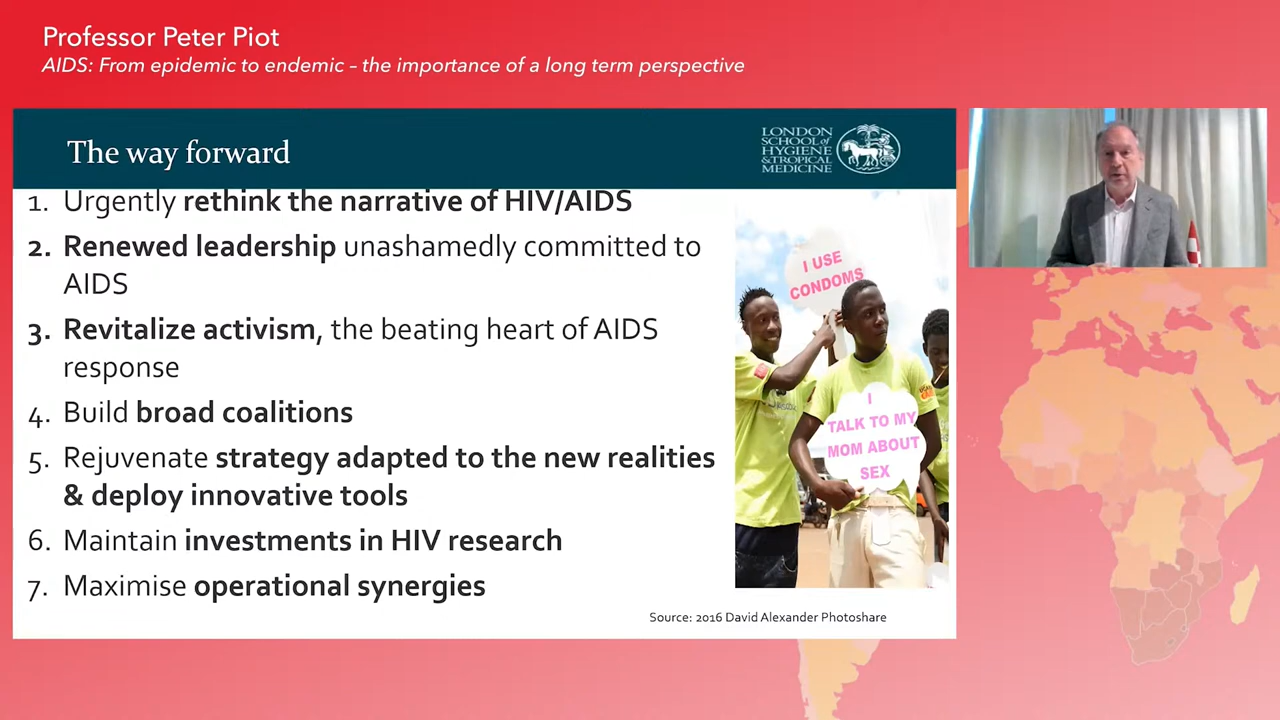 Professor Peter Piot
AIDS: From epidemic to endemic – the importance of a long term perspective
The way forward
LONDON
SCHOOL of
HYGIENE
& TROPICAL
MEDICINE
1. Urgently rethink the narrative of HIV/AIDS
2. Renewed leadership unashamedly committed to
AIDS
3. Revitalize activism, the beating heart of AIDS
response
4. Build broad coalitions
5. Rejuvenate strategy adapted to the new realities
& deploy innovative tools
6. Maintain investments in HIV research
7. Maximise operational synergies
I USE
CONDOMS
I
TALK TO MY
MOM ABOUT
SEX
Source: 2016 David Alexander Photoshare